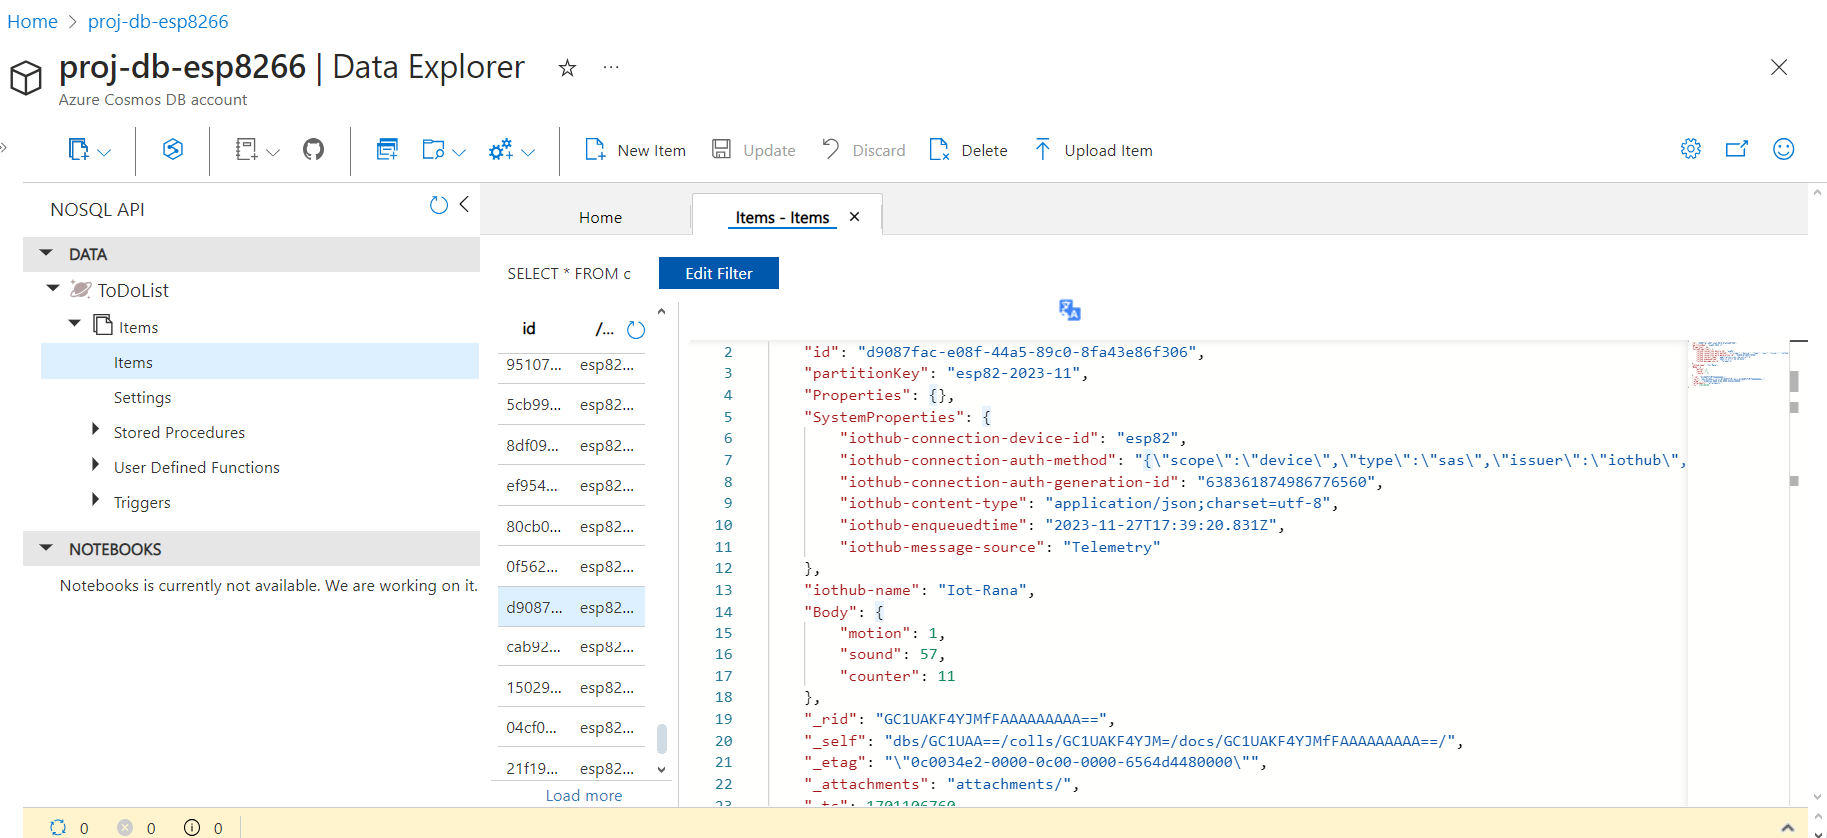 Home > proj-db-esp8266
proj-db-esp8266 | Data Explorer
Azure Cosmos DB account
New Item
Update
Discard
Delete
Upload Item
NOSQL API
DATA
ToDoList
Items
Items
Settings
Stored Procedures
User Defined Functions
Triggers
NOTEBOOKS
Notebooks is currently not available. We are working on it.
Home
Items - Items
SELECT * FROM c
Edit Filter
id /...
95107... esp82...
5cb99... esp82...
8df09... esp82...
ef954... esp82...
80cb0... esp82...
0f562... esp82...
d9087... esp82...
cab92... esp82...
15029... esp82...
04cf0... esp82...
21f19... esp82...
Load more
2 "id": "d9087fac-e08f-44a5-89c0-8fa43e86f306",
3 "partitionKey": "esp82-2023-11",
4 "Properties": {},
5 "SystemProperties": {
6 "iothub-connection-device-id": "esp82",
7 "iothub-connection-auth-method": "{\"scope\":\"device\",\"type\":\"sas\",\"issuer\":\"iothub\",
8 "iothub-connection-auth-generation-id": "638361874986776560",
9 "iothub-content-type": "application/json;charset=utf-8",
10 "iothub-enqueuedtime": "2023-11-27T17:39:20.831Z",
11 "iothub-message-source": "Telemetry"
12 },
13 "iothub-name": "Iot-Rana",
14 "Body": {
15 "motion": 1,
16 "sound": 57,
17 "counter": 11
18 },
19 "_rid": "GC1UAKF4YJMfFAAAAAAAAA==",
20 "_self": "dbs/GC1UAA==/colls/GC1UAKF4YJM=/docs/GC1UAKF4YJMfFAAAAAAAAA==/",
21 "_etag": "\"0c0034e2-0000-0c00-0000-6564d4480000\"",
22 "_attachments": "attachments/",
23 "_ts": 1701106760
0 0 0